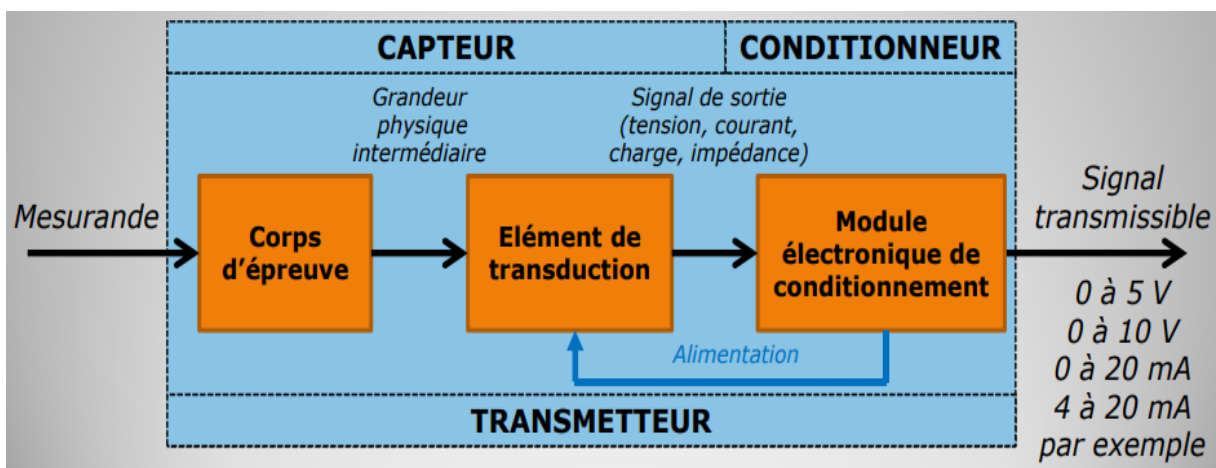 CAPTEUR
CONDITIONNEUR
Grandeur
physique
intermédiaire
Signal de sortie
(tension, courant,
charge, impédance)
Mesurande
Corps
d'épreuve
Elément de
transduction
Module
électronique de
conditionnement
Signal
transmissible
0 à 5 V
0 à 10 V
0 à 20 mA
4 à 20 mA
par exemple
Alimentation
TRANSMETTEUR